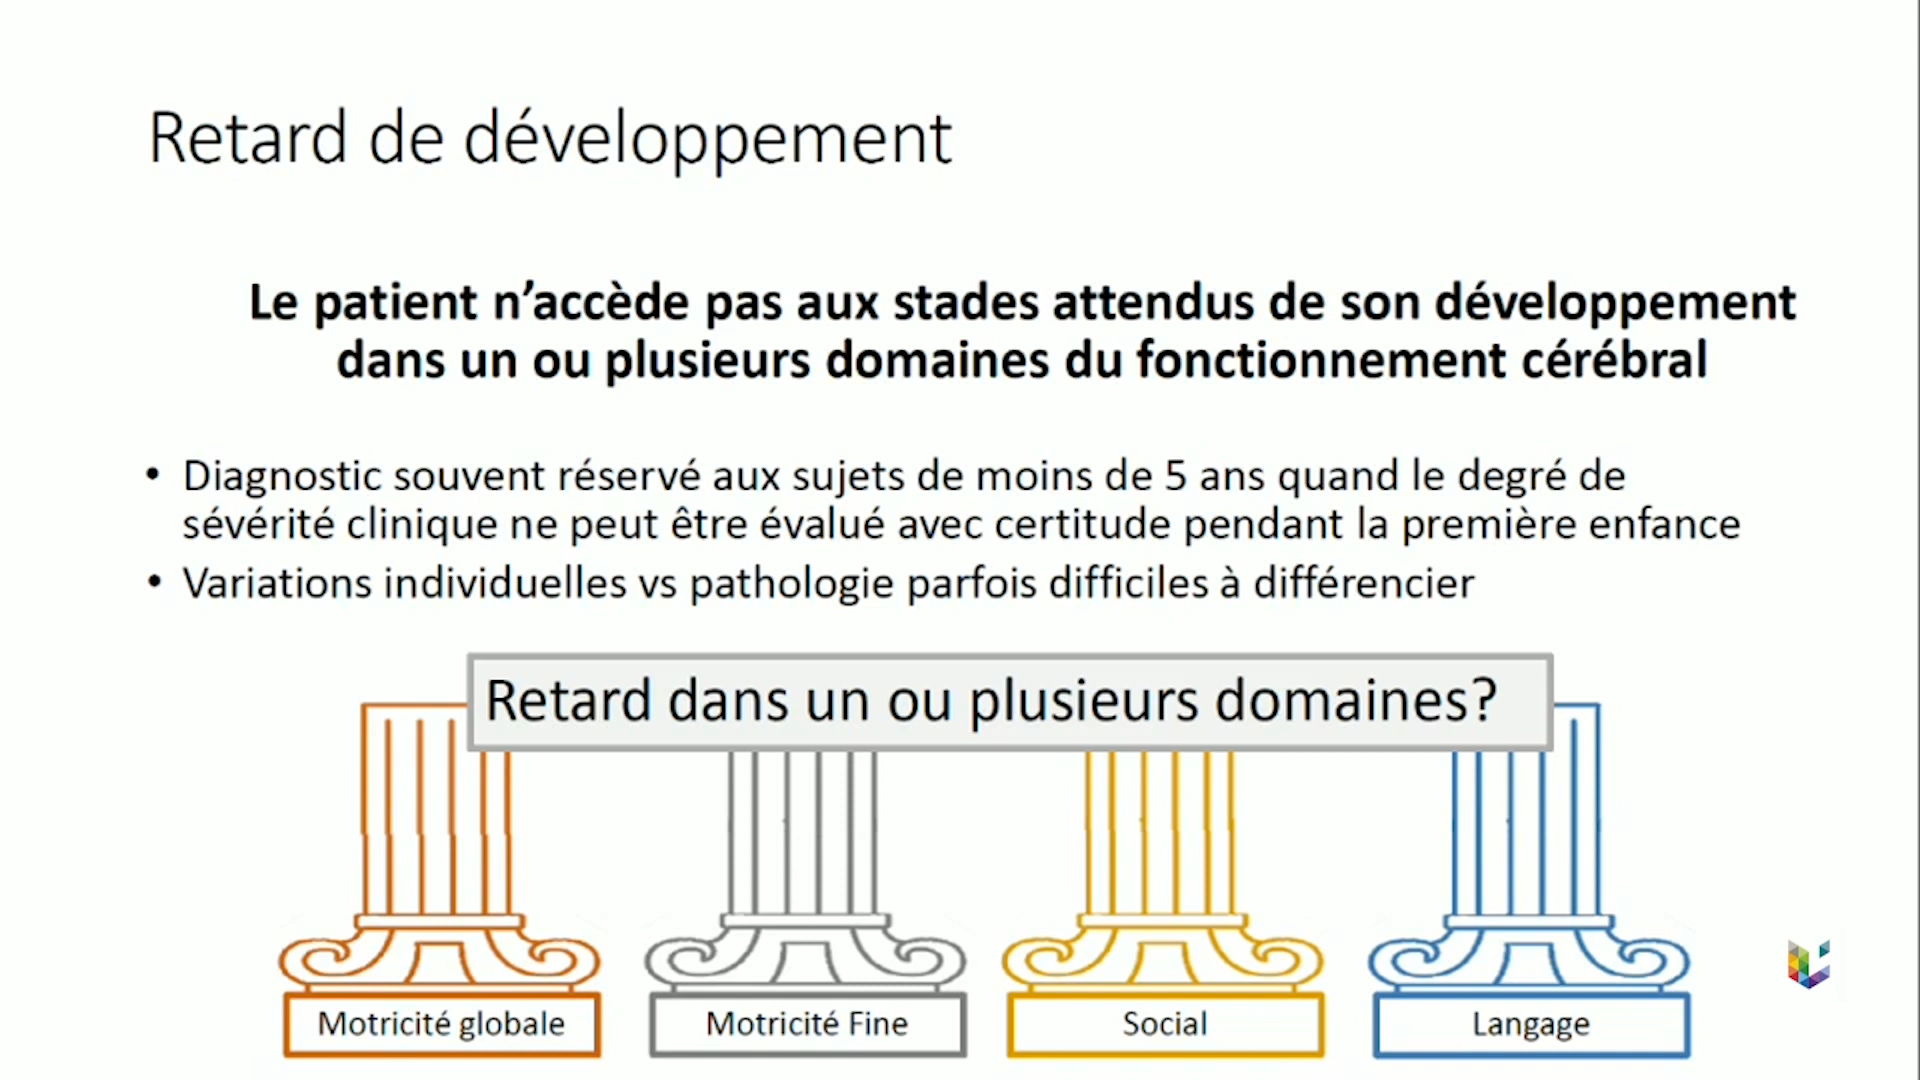 Retard de développement
Le patient n’accède pas aux stades attendus de son développement
dans un ou plusieurs domaines du fonctionnement cérébral
• Diagnostic souvent réservé aux sujets de moins de 5 ans quand le degré de
sévérité clinique ne peut être évalué avec certitude pendant la première enfance
• Variations individuelles vs pathologie parfois difficiles à différencier
Retard dans un ou plusieurs domaines?
Motricité globale
Motricité Fine
Social
Langage